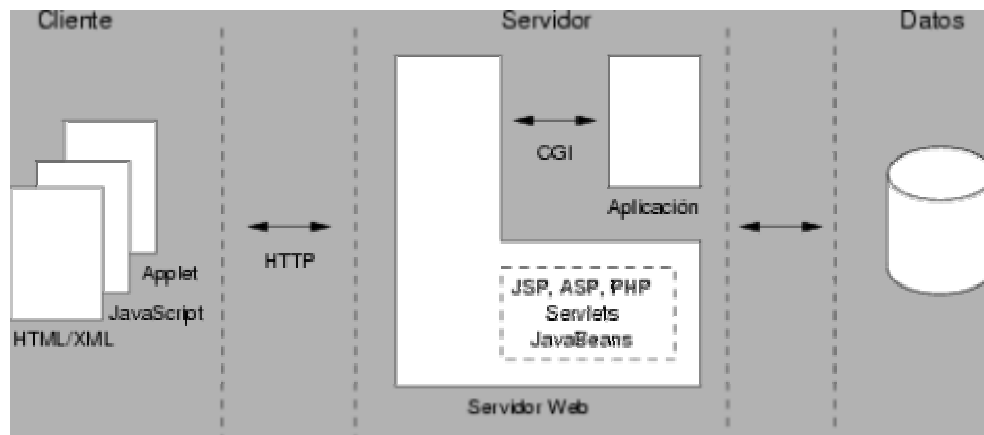 Cliente
Servidor
Datos
CGI
Aplicación
HTTP
Applet
JavaScript
HTML/XML
JSP, ASP, PHP
Servlets
JavaBeans
Servidor Web